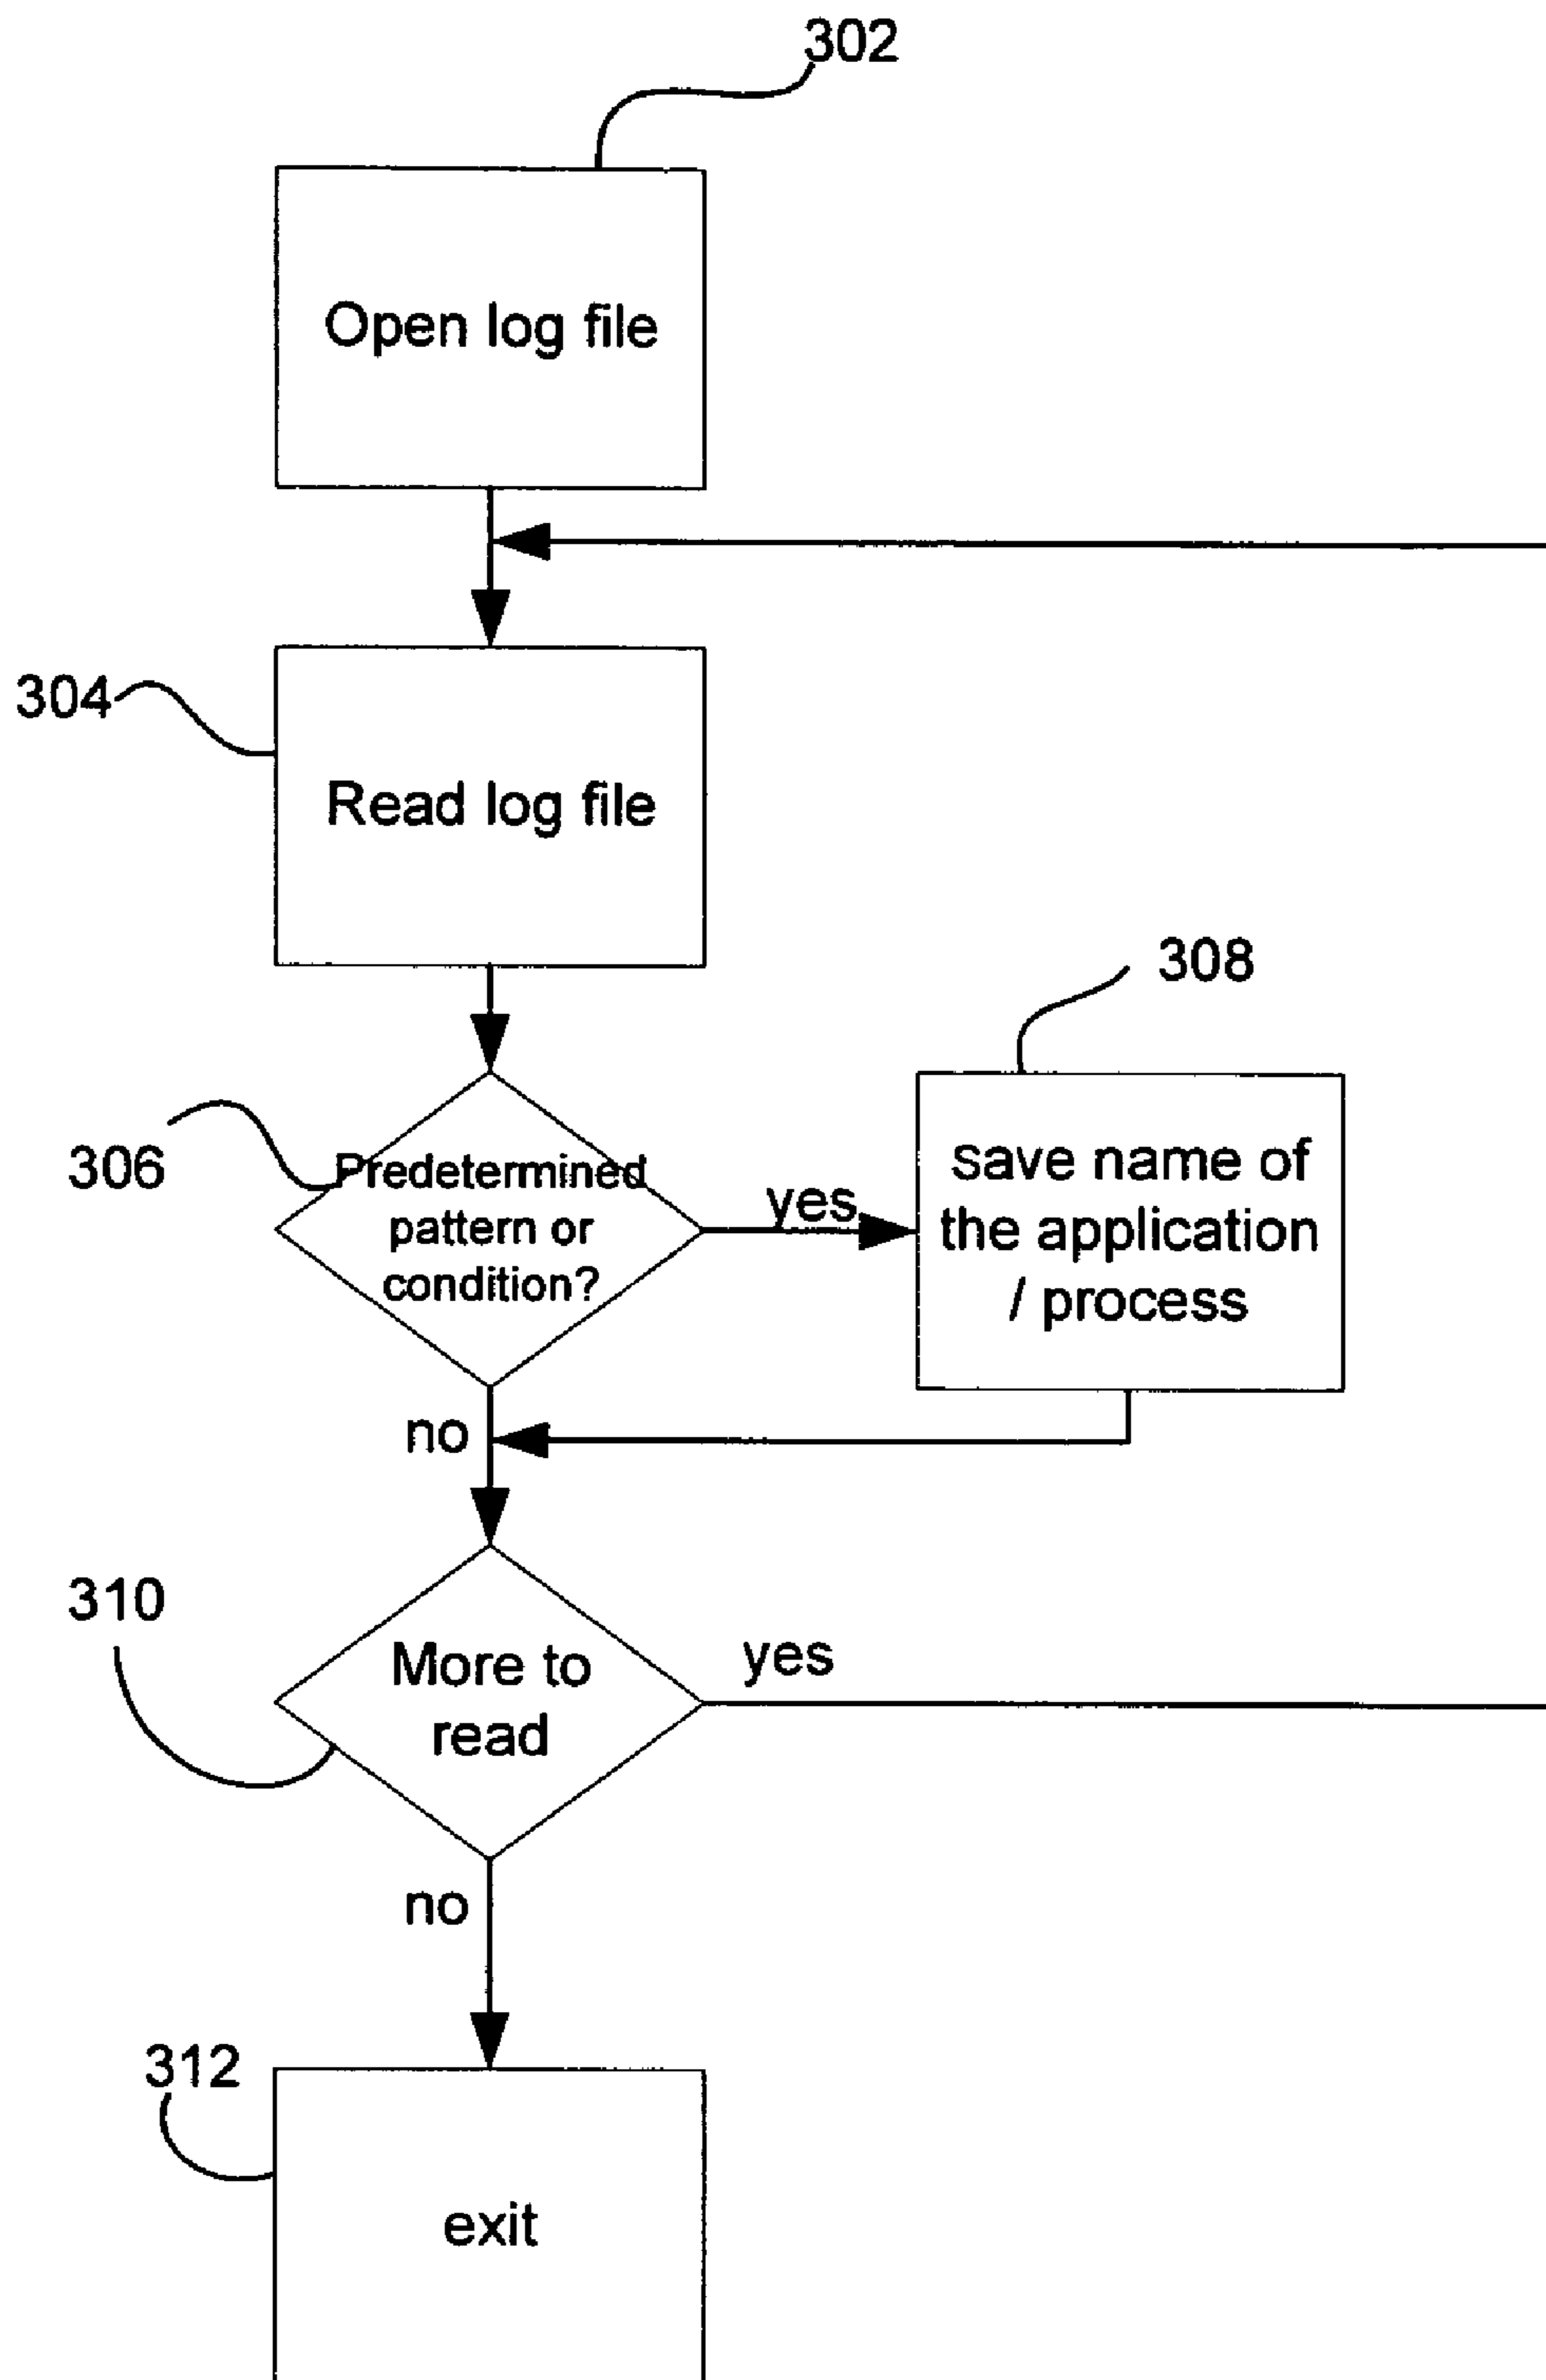 302
Open log file
304
Read log file
308
306
Predetermined
pattern or
condition?
yes
save name of
the application
/ process
no
310
More to
read
yes
no
312
exit